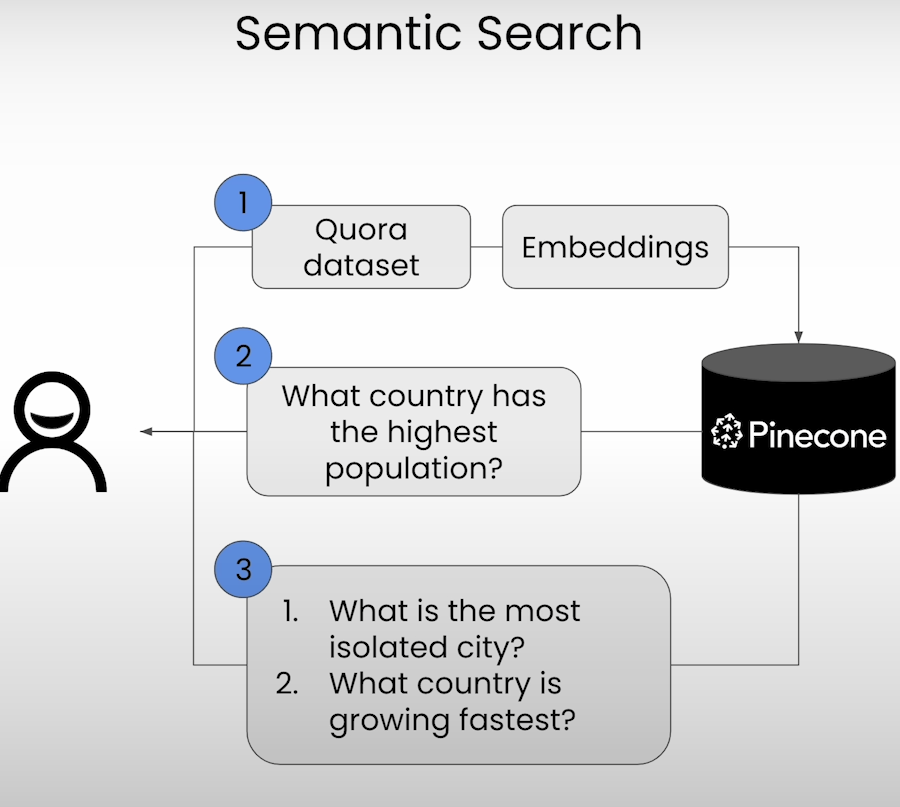 Semantic Search
1
Quora
dataset
Embeddings
2
What country has
the highest
population?
Pinecone
3
1. What is the most
isolated city?
2. What country is
growing fastest?